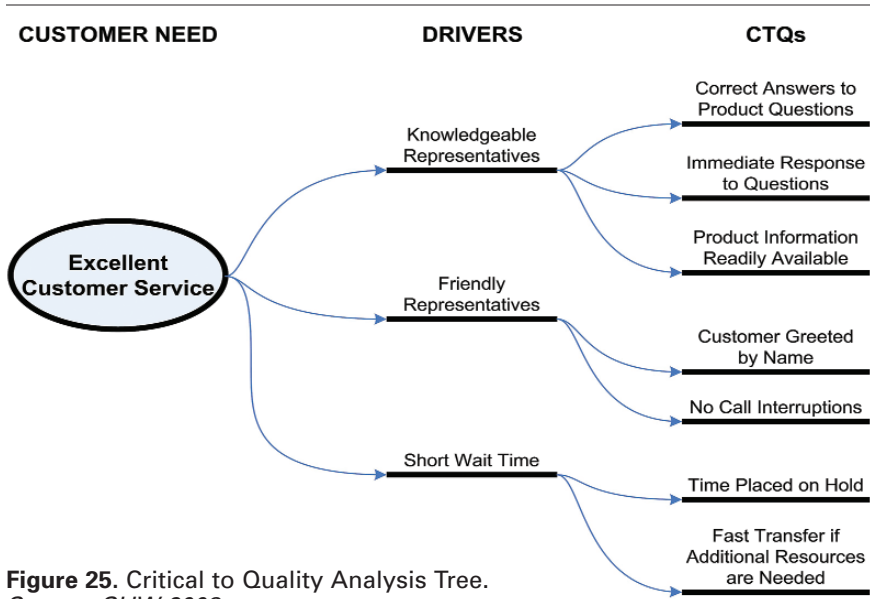 CUSTOMER NEED
DRIVERS
CTQs
Excellent
Customer Service
Knowledgeable
Representatives
Friendly
Representatives
Short Wait Time
Correct Answers to
Product Questions
Immediate Response
to Questions
Product Information
Readily Available
Customer Greeted
by Name
No Call Interruptions
Time Placed on Hold
Fast Transfer if
Additional Resources
are Needed
Figure 25. Critical to Quality Analysis Tree.